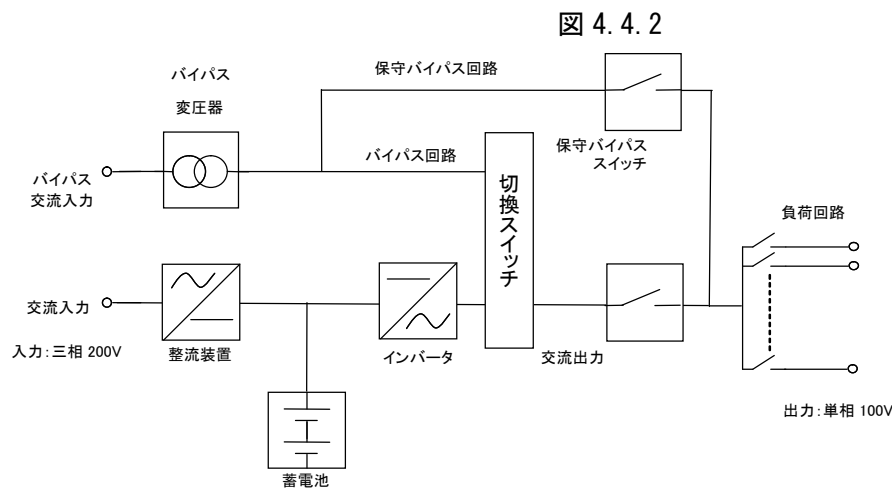 図 4.4.2
バイパス
変圧器
保守バイパス回路
バイパス回路
保守バイパス
スイッチ
バイパス
交流入力
切換スイッチ
負荷回路
交流入力
入力：三相 200V
整流装置
インバータ
交流出力
出力：単相 100V
蓄電池